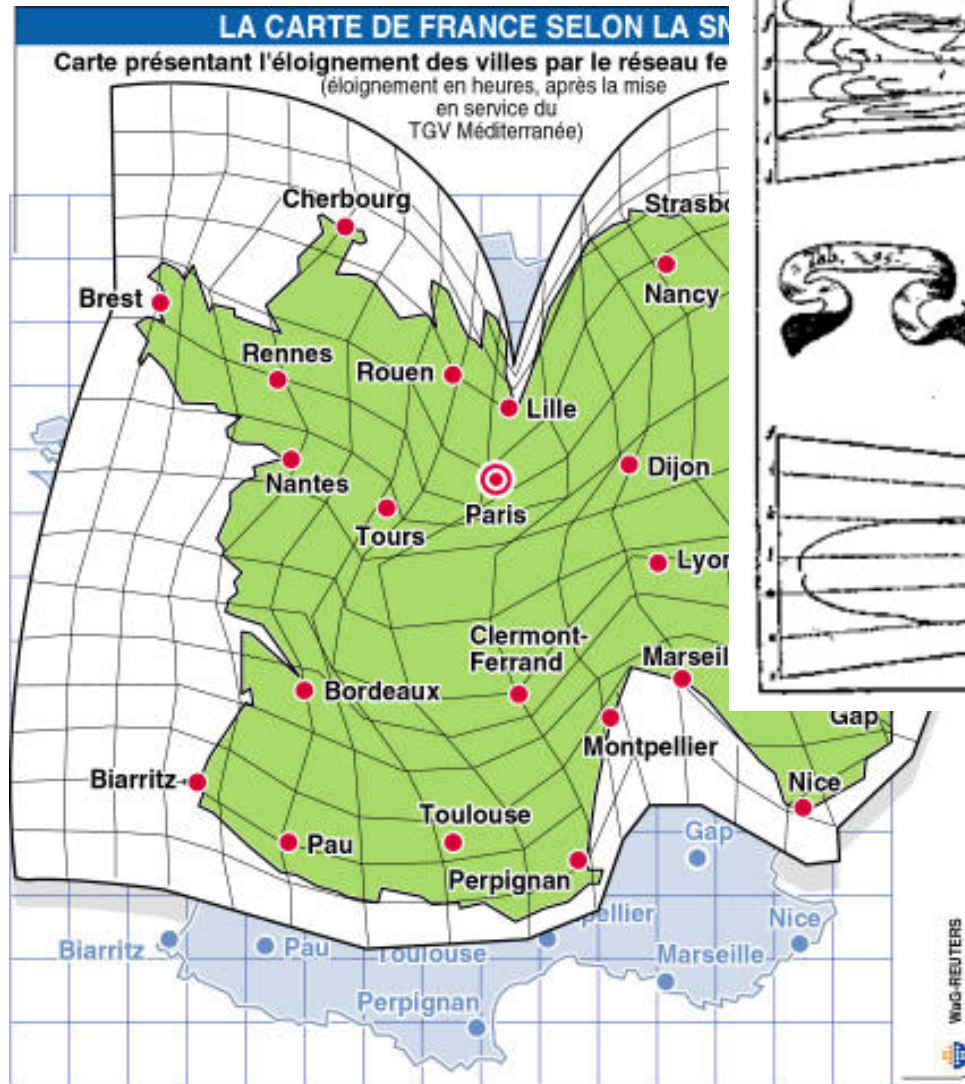 LA CARTE DE FRANCE SELON LA SN
Carte présentant l'éloignement des villes par le réseau fe
(éloignement en heures, après la mise
en service du
TGV Méditerranée)
Cherbourg
Strasbo
Brest
Nancy
Rennes
Rouen
Lille
Dijon
Nantes
Paris
Tours
Lyon
Clermont-
Ferrand
Marseil
Bordeaux
Gap
Montpellier
Biarritz
Nice
Toulouse
Pau
Gap
Perpignan
pellier
Nice
Biarritz
Pau
Toulouse
Marseille
Perpignan
WAG-REUTERS